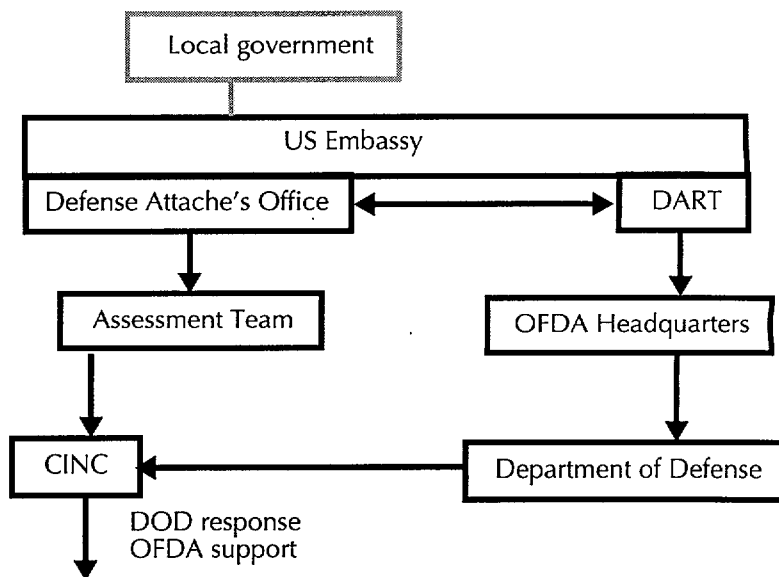 Local government
US Embassy
Defense Attache's Office
DART
Assessment Team
OFDA Headquarters
CINC
Department of Defense
DOD response
OFDA support